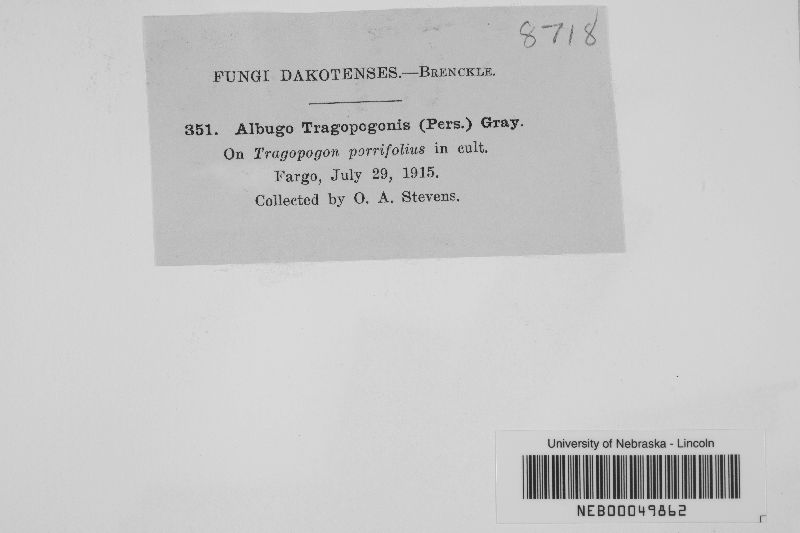 8718
FUNGI DAKOTENSES.—BRENCKLE.
351. Albugo Tragopogonis (Pers.) Gray.
On Tragopogon porrifolius in cult.
Fargo, July 29, 1915.
Collected by O. A. Stevens.
University of Nebraska - Lincoln
NEB00049862